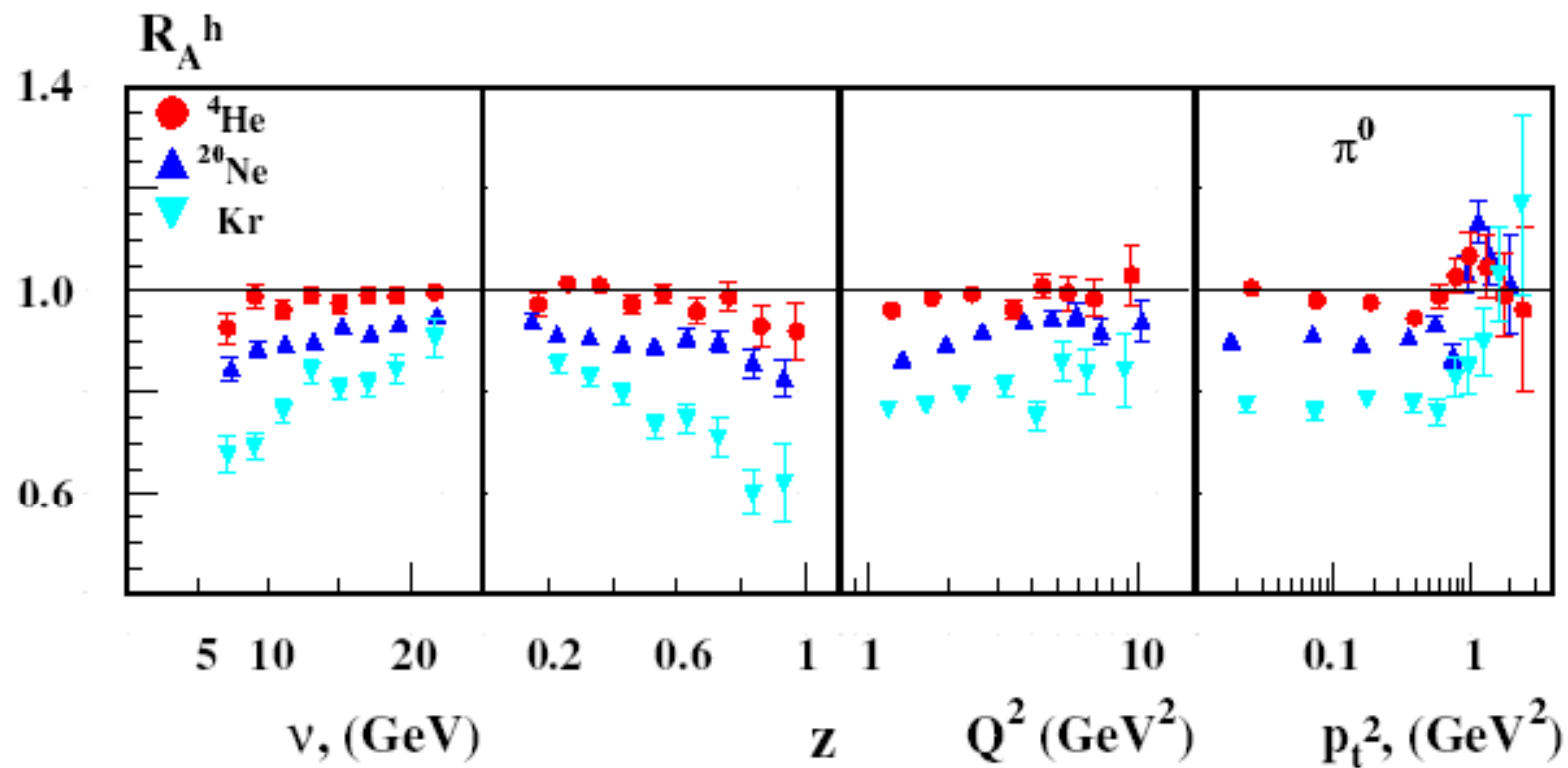 R_A^h
1.4
1.0
0.6
⁴He
²⁰Ne
Kr
π⁰
5 10 20 0.2 0.6 1 1 10 0.1 1
ν, (GeV) z Q² (GeV²) p_t², (GeV²)